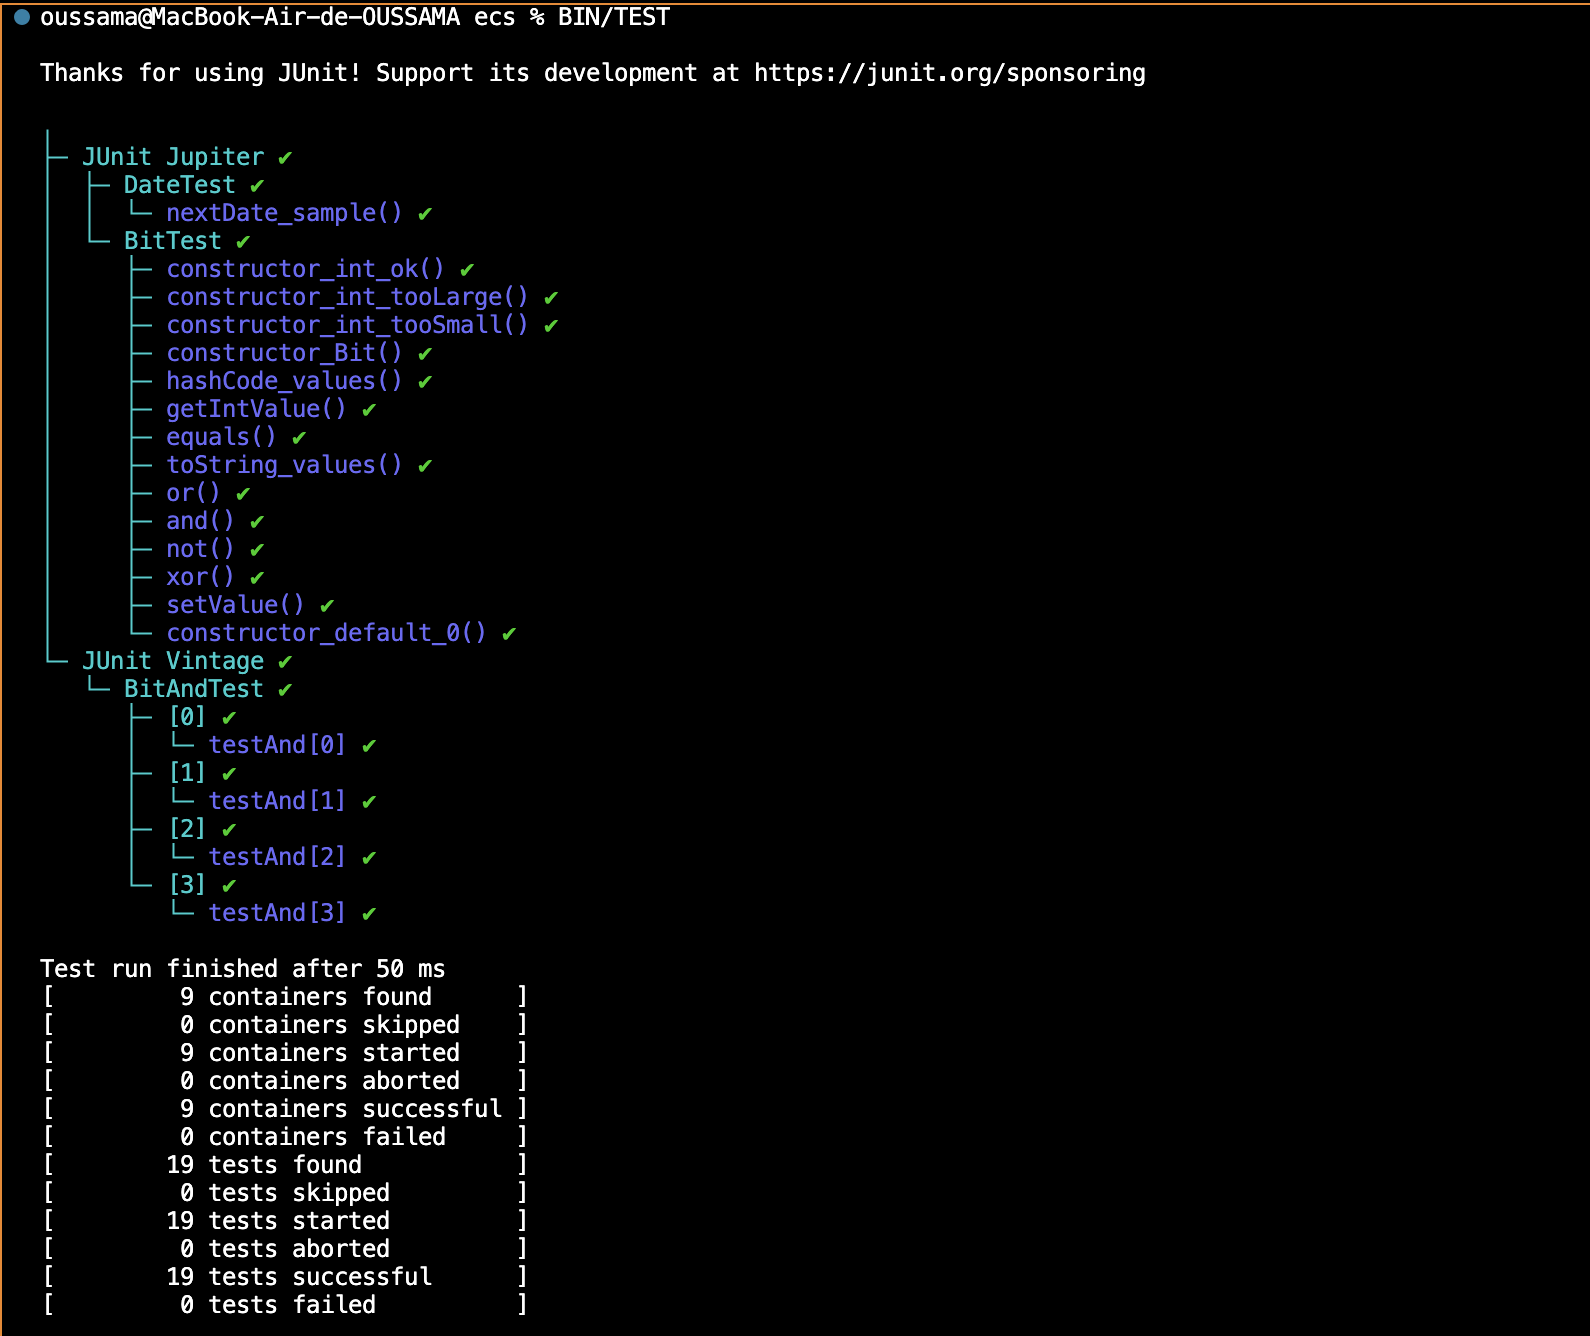 oussama@MacBook-Air-de-OUSSAMA ecs % BIN/TEST
Thanks for using JUnit! Support its development at https://junit.org/sponsoring
├─ JUnit Jupiter ✔
│  ├─ DateTest ✔
│  │  └─ nextDate_sample() ✔
│  └─ BitTest ✔
│     ├─ constructor_int_ok() ✔
│     ├─ constructor_int_tooLarge() ✔
│     ├─ constructor_int_tooSmall() ✔
│     ├─ constructor_Bit() ✔
│     ├─ hashCode_values() ✔
│     ├─ getIntValue() ✔
│     ├─ equals() ✔
│     ├─ toString_values() ✔
│     ├─ or() ✔
│     ├─ and() ✔
│     ├─ not() ✔
│     ├─ xor() ✔
│     ├─ setValue() ✔
│     └─ constructor_default_0() ✔
└─ JUnit Vintage ✔
   └─ BitAndTest ✔
      ├─ [0] ✔
      │  └─ testAnd[0] ✔
      ├─ [1] ✔
      │  └─ testAnd[1] ✔
      ├─ [2] ✔
      │  └─ testAnd[2] ✔
      └─ [3] ✔
         └─ testAnd[3] ✔
Test run finished after 50 ms
[         9 containers found      ]
[         0 containers skipped    ]
[         9 containers started    ]
[         0 containers aborted    ]
[         9 containers successful ]
[         0 containers failed     ]
[        19 tests found           ]
[         0 tests skipped         ]
[        19 tests started         ]
[         0 tests aborted         ]
[        19 tests successful      ]
[         0 tests failed          ]